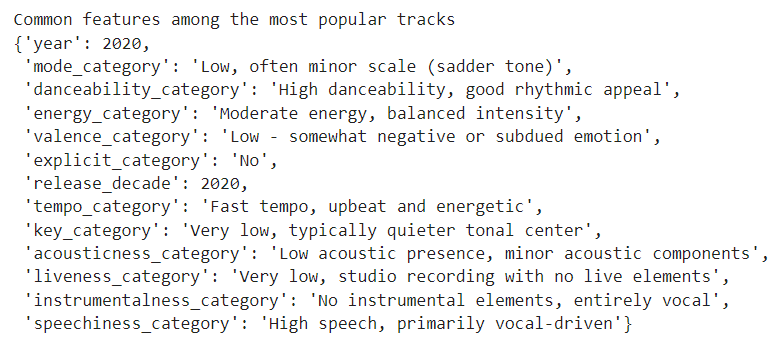 Common features among the most popular tracks
{'year': 2020,
 'mode_category': 'Low, often minor scale (sadder tone)',
 'danceability_category': 'High danceability, good rhythmic appeal',
 'energy_category': 'Moderate energy, balanced intensity',
 'valence_category': 'Low - somewhat negative or subdued emotion',
 'explicit_category': 'No',
 'release_decade': 2020,
 'tempo_category': 'Fast tempo, upbeat and energetic',
 'key_category': 'Very low, typically quieter tonal center',
 'acousticness_category': 'Low acoustic presence, minor acoustic components',
 'liveness_category': 'Very low, studio recording with no live elements',
 'instrumentalness_category': 'No instrumental elements, entirely vocal',
 'speechiness_category': 'High speech, primarily vocal-driven'}